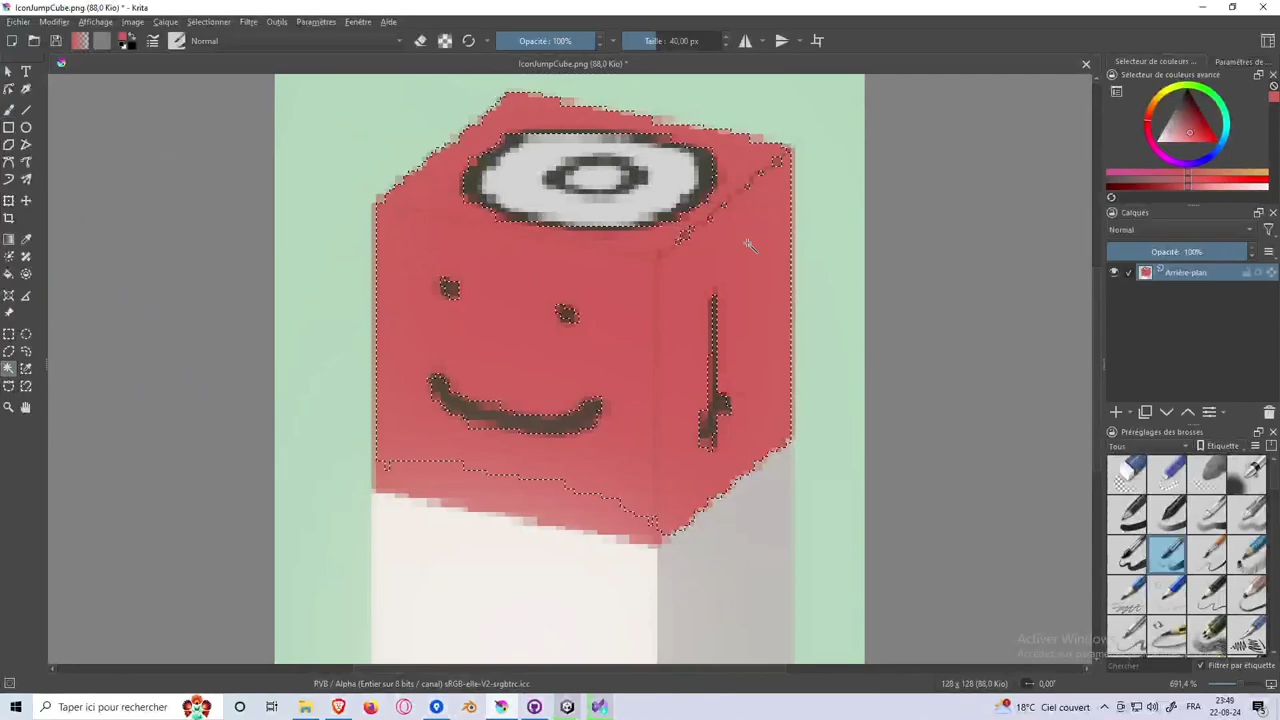 IconJumpCube.png (88,0 Kio) * - Krita
Fichier Modifier Affichage Image Calque Sélectionner Filtre Outils Paramètres Fenêtre Aide
Normal Opacité : 100% Taille : 40,00 px
IconJumpCube.png (88,0 Kio) *
Sélecteur de couleurs ... Paramètres de...
Sélecteur de couleurs avancé
Calques
Normal
Opacité: 100%
Arrière-plan
Préréglages des brosses
Tous Étiquette
Activer Windows
Chercher Filtrer par étiquette
RVB / Alpha (Entier sur 8 bits / canal) sRGB-elle-V2-srgbtrc.icc 128 x 128 (88,0 Kio) 0,00° 691,4 %
Taper ici pour rechercher 18°C Ciel couvert FRA 23:49
22-08-24